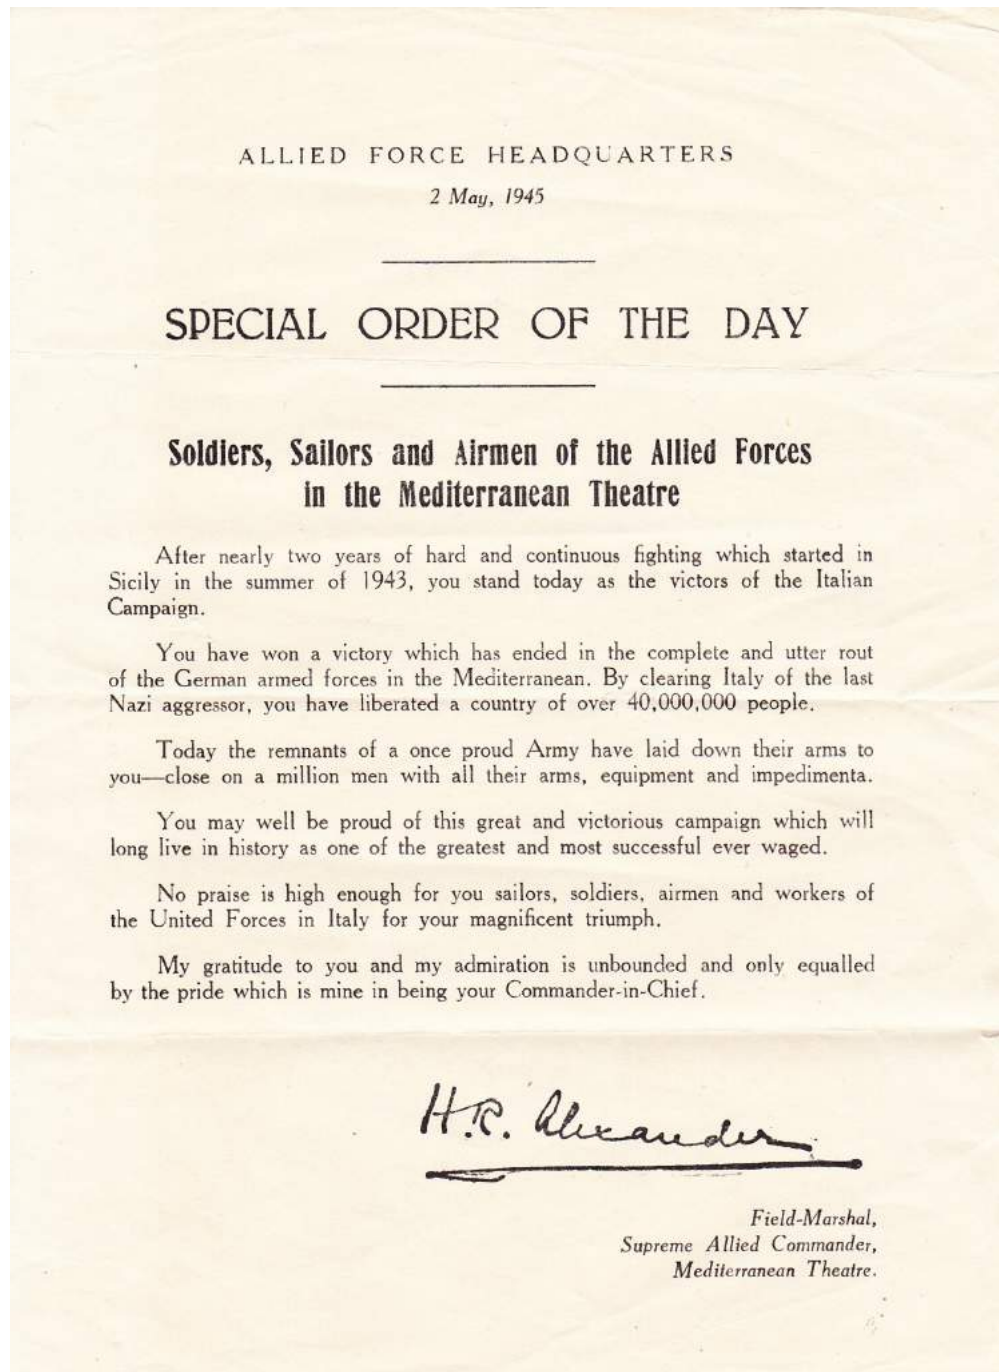 ALLIED FORCE HEADQUARTERS
2 May, 1945
SPECIAL ORDER OF THE DAY
Soldiers, Sailors and Airmen of the Allied Forces
in the Mediterranean Theatre
After nearly two years of hard and continuous fighting which started in
Sicily in the summer of 1943, you stand today as the victors of the Italian
Campaign.
You have won a victory which has ended in the complete and utter rout
of the German armed forces in the Mediterranean. By clearing Italy of the last
Nazi aggressor, you have liberated a country of over 40,000,000 people.
Today the remnants of a once proud Army have laid down their arms to
you—close on a million men with all their arms, equipment and impedimenta.
You may well be proud of this great and victorious campaign which will
long live in history as one of the greatest and most successful ever waged.
No praise is high enough for you sailors, soldiers, airmen and workers of
the United Forces in Italy for your magnificent triumph.
My gratitude to you and my admiration is unbounded and only equalled
by the pride which is mine in being your Commander-in-Chief.
H.R. Alexander
Field-Marshal,
Supreme Allied Commander,
Mediterranean Theatre.